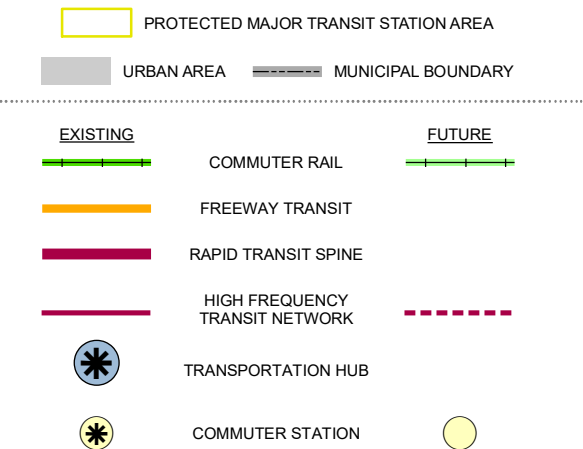 PROTECTED MAJOR TRANSIT STATION AREA
URBAN AREA
MUNICIPAL BOUNDARY
EXISTING
FUTURE
COMMUTER RAIL
FREEWAY TRANSIT
RAPID TRANSIT SPINE
HIGH FREQUENCY
TRANSIT NETWORK
TRANSPORTATION HUB
COMMUTER STATION